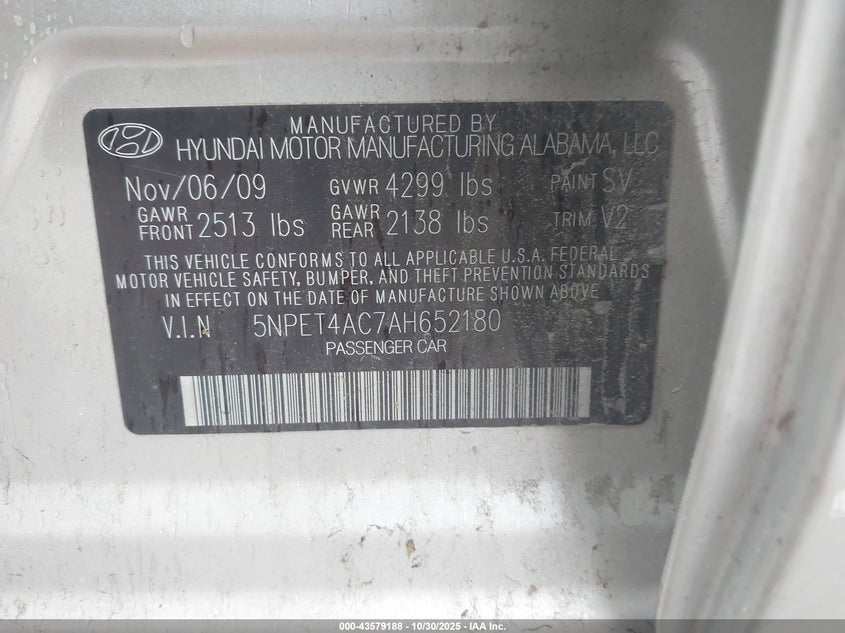 MANUFACTURED BY
HYUNDAI MOTOR MANUFACTURING ALABAMA, LLC
Nov/06/09 GVWR 4299 lbs PAINT SV
GAWR FRONT 2513 lbs GAWR REAR 2138 lbs TRIM V2
THIS VEHICLE CONFORMS TO ALL APPLICABLE U.S.A. FEDERAL
MOTOR VEHICLE SAFETY, BUMPER, AND THEFT PREVENTION STANDARDS
IN EFFECT ON THE DATE OF MANUFACTURE SHOWN ABOVE
V.I.N 5NPET4AC7AH652180
PASSENGER CAR
000-43579188 - 10/30/2025 - IAA Inc.